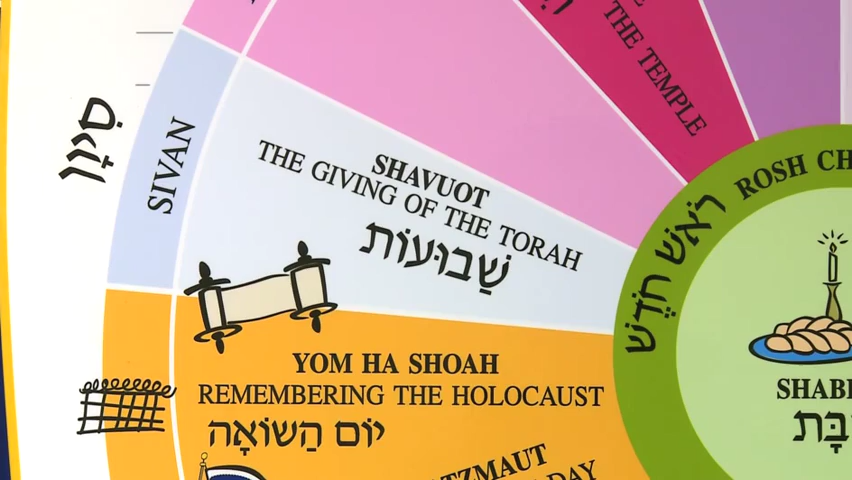 THE TEMPLE
סִיוָן
SIVAN
SHAVUOT
THE GIVING OF THE TORAH
שָׁבוּעוֹת
ROSH
רֹאשׁ חֹדֶשׁ
YOM HA SHOAH
REMEMBERING THE HOLOCAUST
יוֹם הַשּׁוֹאָה
DAY